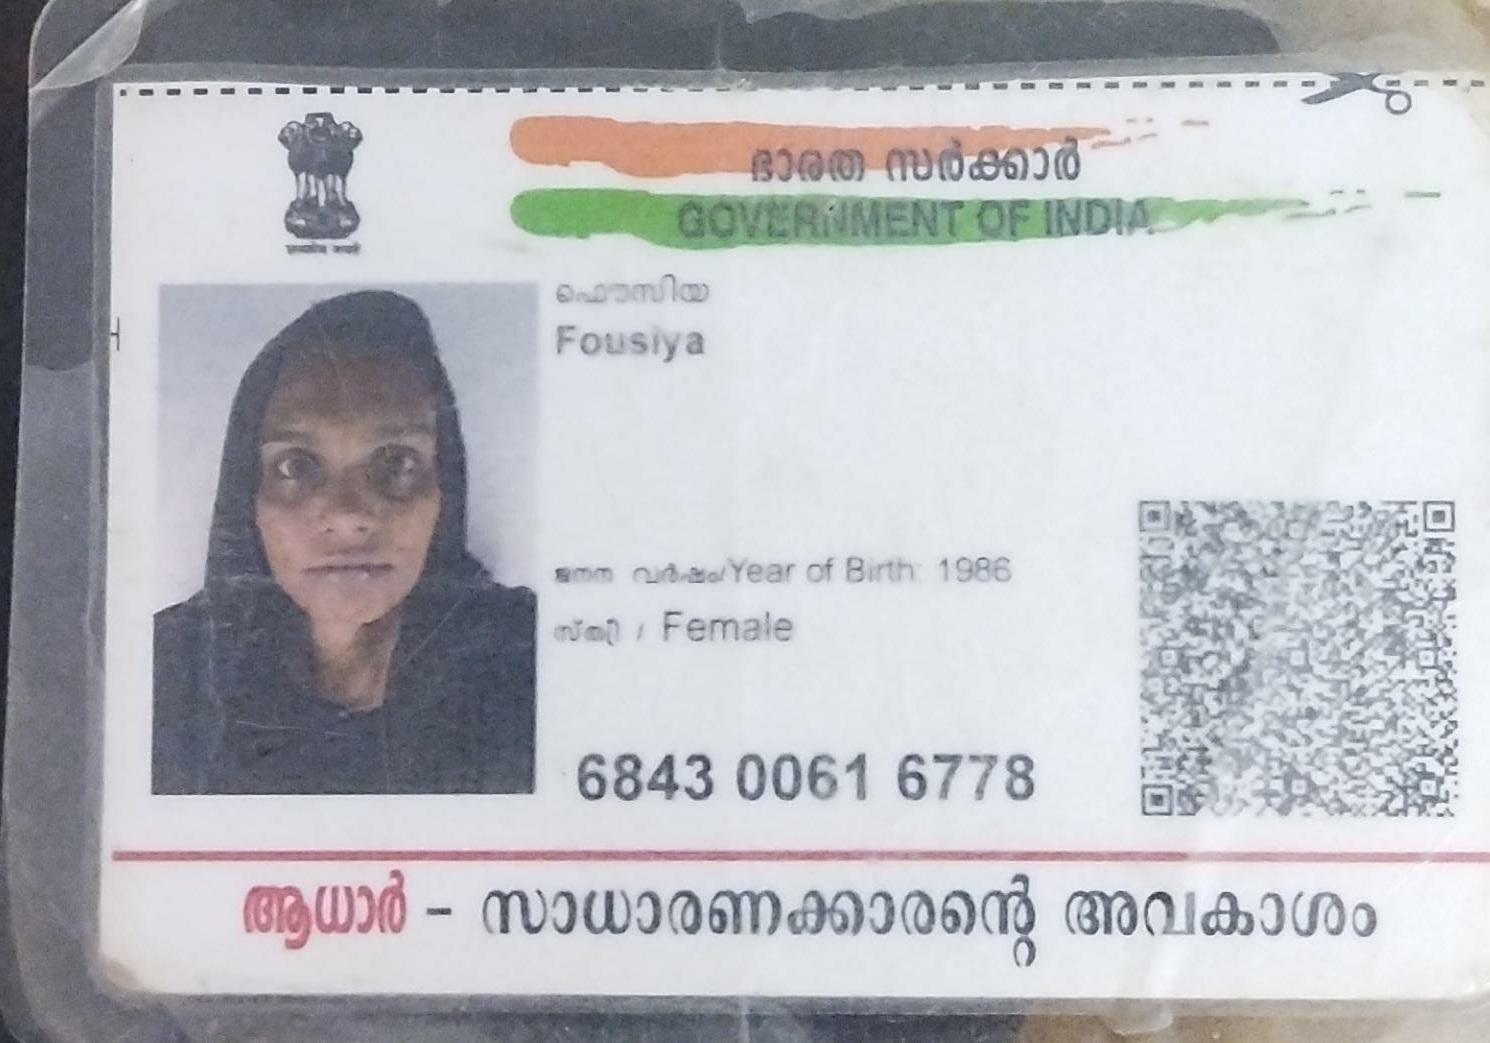 ഭാരത സർക്കാർ
GOVERNMENT OF INDIA
ഫൌസിയ
Fousiya
ജനന വർഷം/Year of Birth: 1986
സ്ത്രീ / Female
6843 0061 6778
ആധാർ - സാധാരണക്കാരന്റെ അവകാശം